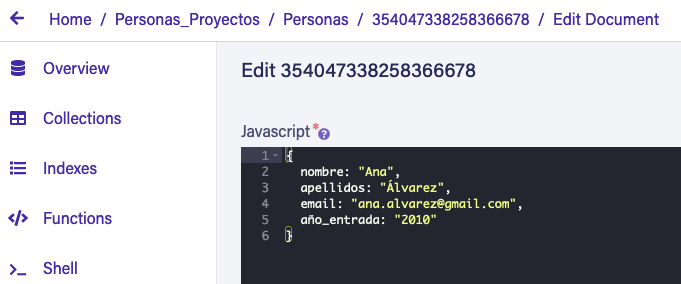 ← Home / Personas_Proyectos / Personas / 354047338258366678 / Edit Document
Overview
Collections
Indexes
Functions
Shell
Edit 354047338258366678
Javascript*?
1 {
2 nombre: "Ana",
3 apellidos: "Álvarez",
4 email: "ana.alvarez@gmail.com",
5 año_entrada: "2010"
6 }